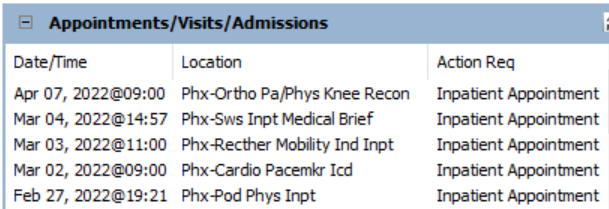 Appointments/Visits/Admissions
Date/Time Location Action Req
Apr 07, 2022@09:00 Phx-Ortho Pa/Phys Knee Recon Inpatient Appointment
Mar 04, 2022@14:57 Phx-Sws Inpt Medical Brief Inpatient Appointment
Mar 03, 2022@11:00 Phx-Recther Mobility Ind Inpt Inpatient Appointment
Mar 02, 2022@09:00 Phx-Cardio Pacemkr Icd Inpatient Appointment
Feb 27, 2022@19:21 Phx-Pod Phys Inpt Inpatient Appointment